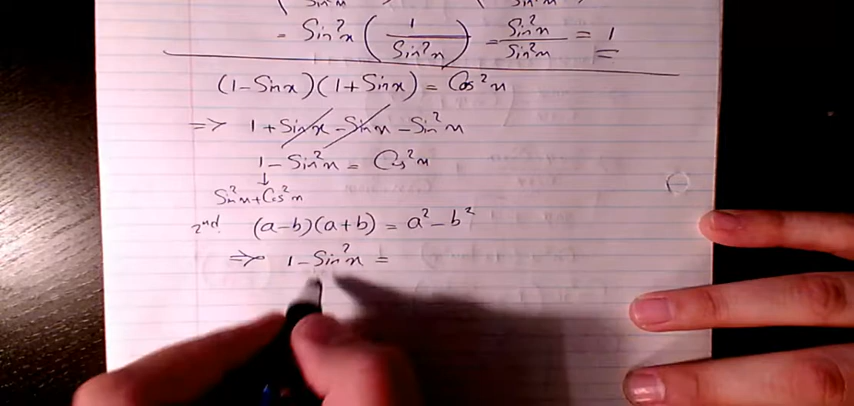 = Sin²x ( 1 / Sin²x ) = Sin²x / Sin²x = 1
(1 - Sinx)(1 + Sinx) = Cos²x
=> 1 + Sinx - Sinx - Sin²x
1 - Sin²x = Cos²x
↓
Sin²x + Cos²x
2nd (a-b)(a+b) = a² - b²
=> 1 - Sin²x =